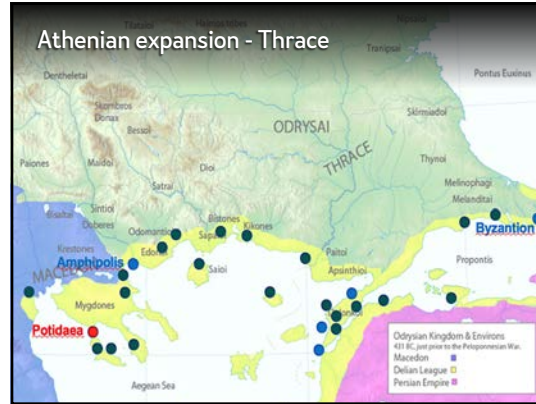 Athenian expansion - Thrace
Tranipsai
Pontus Euxinus
Dentheletai
Skombros
Donax
Skirmiadoi
Bessoi
ODRYSAI
Paiones
Maidoi
Dioi
THRACE
Thynoi
Satrai
Melinophagi
Bisaltai
Sintioi
Melanditai
Doberes
Odomantoi
Bistones
Byzantion
Krestones
Edonoi
Sapaioi
Kikones
Paitoi
Amphipolis
Apsinthioi
Propontis
MACEDON
Saioi
Mygdones
Potidaea
Odrysian Kingdom & Environs
431 BC, just prior to the Peloponnesian War.
Macedon
Delian League
Persian Empire
Aegean Sea